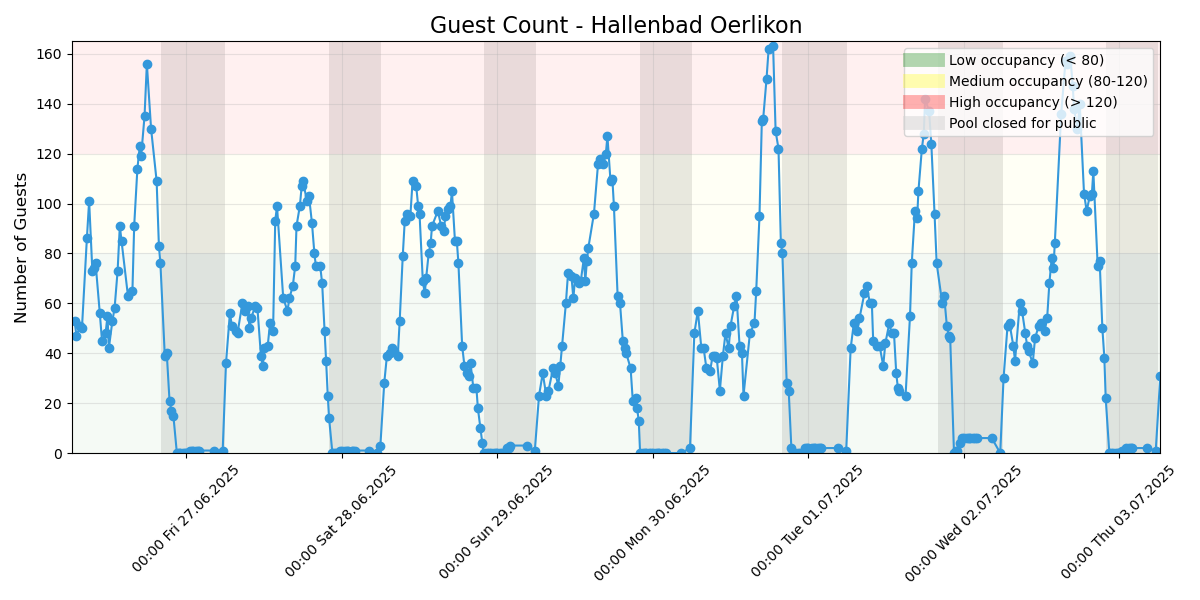 Guest Count - Hallenbad Oerlikon
Number of Guests
160
140
120
100
80
60
40
20
0
Low occupancy (< 80)
Medium occupancy (80-120)
High occupancy (> 120)
Pool closed for public
00:00 Fri 27.06.2025
00:00 Sat 28.06.2025
00:00 Sun 29.06.2025
00:00 Mon 30.06.2025
00:00 Tue 01.07.2025
00:00 Wed 02.07.2025
00:00 Thu 03.07.2025